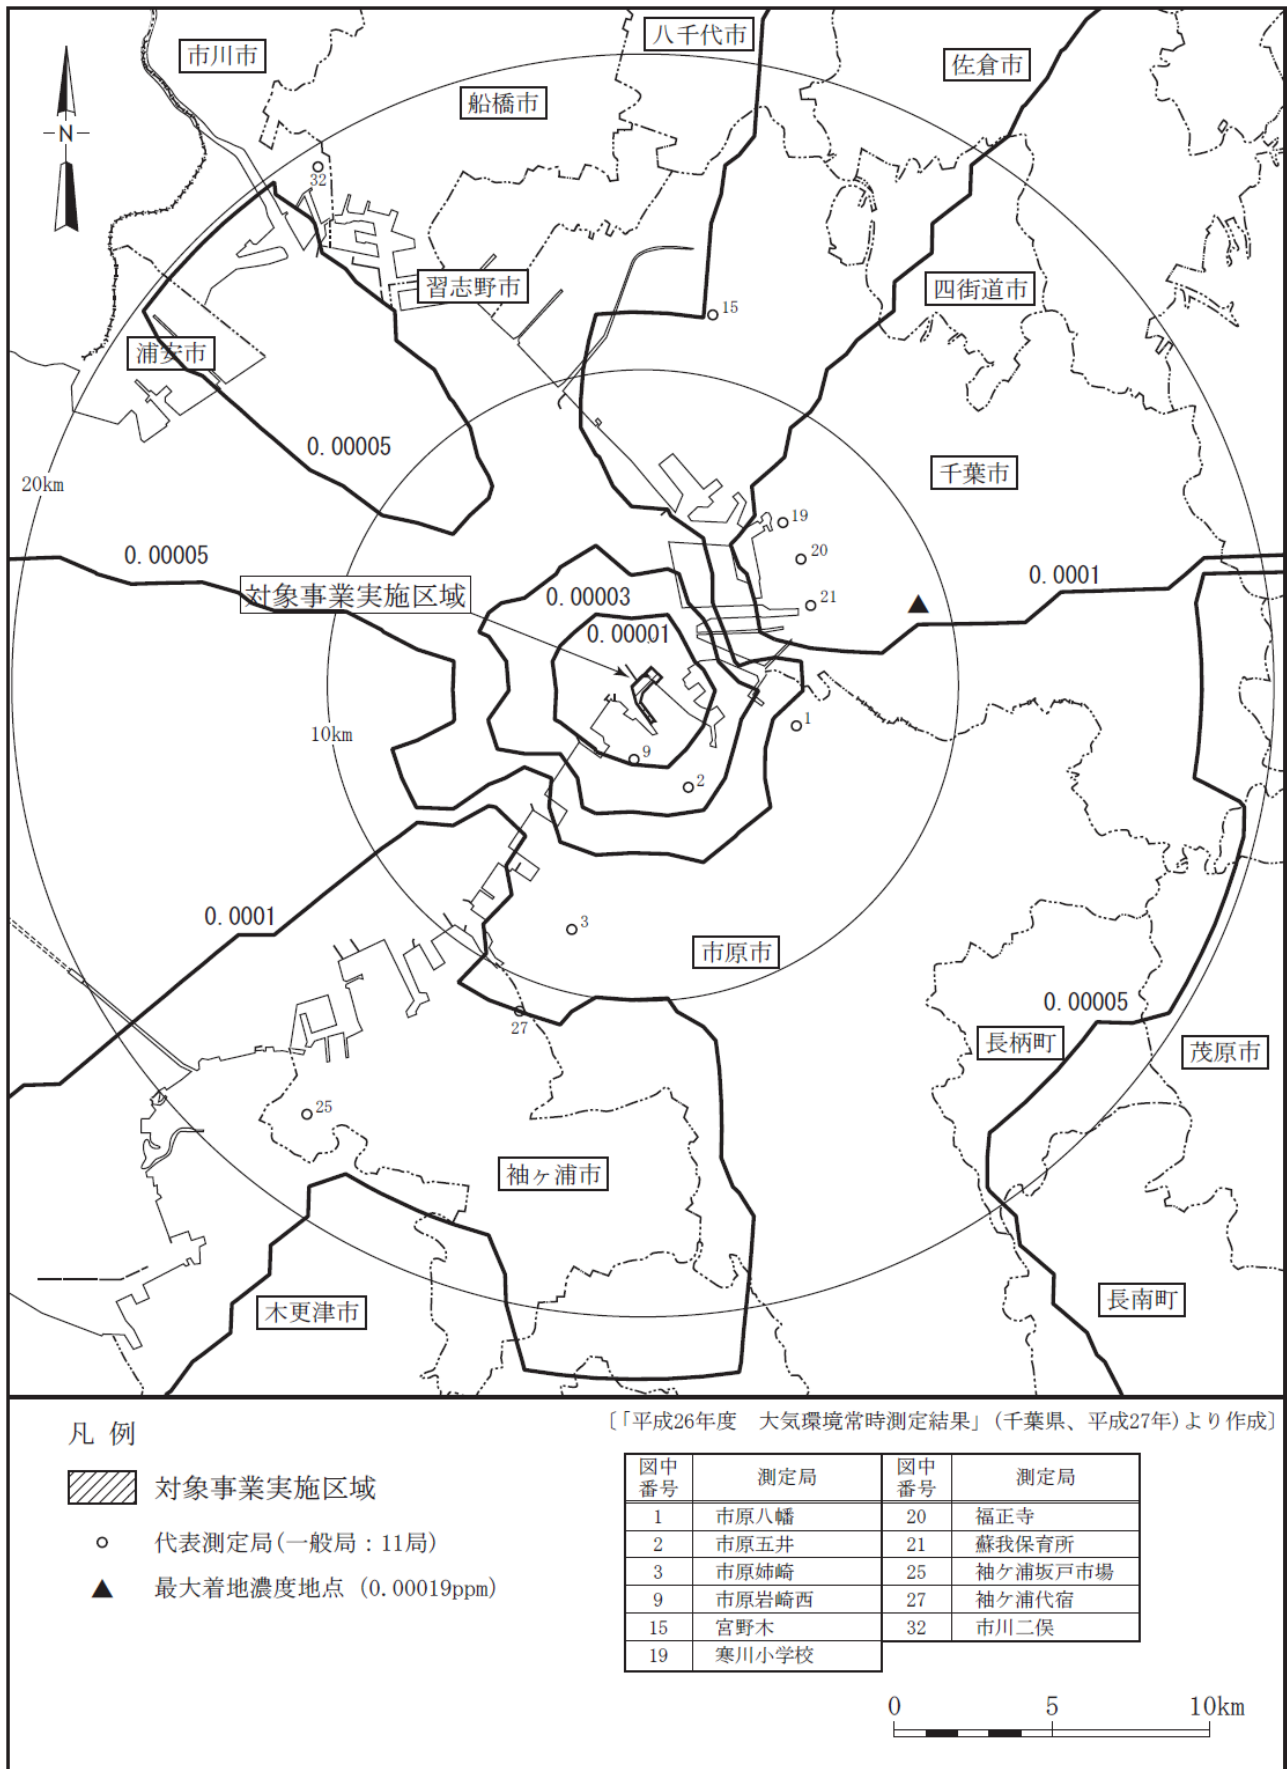 市川市
八千代市
佐倉市
船橋市
N
32
習志野市
四街道市
15
浦安市
0.00005
千葉市
20km
19
0.00005
20
0.0001
対象事業実施区域
0.00003
21
0.00001
10km
1
9
2
0.0001
3
市原市
0.00005
27
長柄町
茂原市
25
袖ヶ浦市
木更津市
長南町
凡 例
対象事業実施区域
代表測定局(一般局：11局)
最大着地濃度地点 (0.00019ppm)
〔「平成26年度 大気環境常時測定結果」(千葉県、平成27年)より作成〕
図中番号 測定局 図中番号 測定局
1 市原八幡 20 福正寺
2 市原五井 21 蘇我保育所
3 市原姉崎 25 袖ケ浦坂戸市場
9 市原岩崎西 27 袖ケ浦代宿
15 宮野木 32 市川二俣
19 寒川小学校
0 5 10km